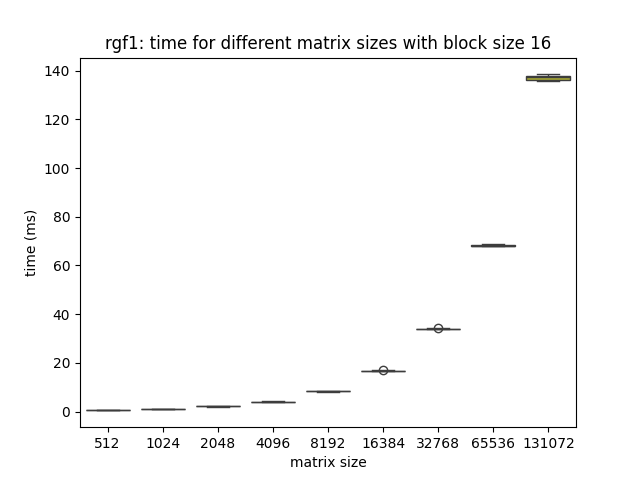 rgf1: time for different matrix sizes with block size 16
140
120
100
80
60
40
20
0
time (ms)
512 1024 2048 4096 8192 16384 32768 65536 131072
matrix size